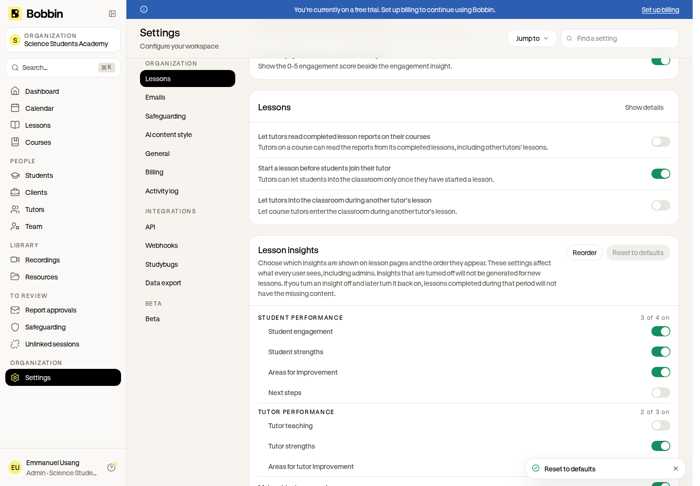 Bobbin
ORGANIZATION
Science Students Academy
Search...
⌘ K
Dashboard
Calendar
Lessons
Courses
PEOPLE
Students
Clients
Tutors
Team
LIBRARY
Recordings
Resources
TO REVIEW
Report approvals
Safeguarding
Unlinked sessions
ORGANIZATION
Settings
EU
Emmanuel Usang
Admin · Science Stude...
You're currently on a free trial. Set up billing to continue using Bobbin.
Set up billing
Settings
Configure your workspace.
Jump to
Find a setting
ORGANIZATION
Lessons
Emails
Safeguarding
AI content style
General
Billing
Activity log
INTEGRATIONS
API
Webhooks
Studybugs
Data export
BETA
Beta
Show the 0-5 engagement score beside the engagement insight.
Lessons
Show details
Let tutors read completed lesson reports on their courses
Tutors on a course can read the reports from its completed lessons, including other tutors' lessons.
Start a lesson before students join their tutor
Tutors can let students into the classroom only once they have started a lesson.
Let tutors into the classroom during another tutor's lesson
Let course tutors enter the classroom during another tutor's lesson.
Lesson insights
Choose which insights are shown on lesson pages and the order they appear. These settings affect
what every user sees, including admins. Insights that are turned off will not be generated for new
lessons. If you turn an insight off and later turn it back on, lessons completed during that period will not
have the missing content.
Reorder
Reset to defaults
STUDENT PERFORMANCE
3 of 4 on
Student engagement
Student strengths
Areas for improvement
Next steps
TUTOR PERFORMANCE
2 of 3 on
Tutor teaching
Tutor strengths
Areas for tutor improvement
Reset to defaults